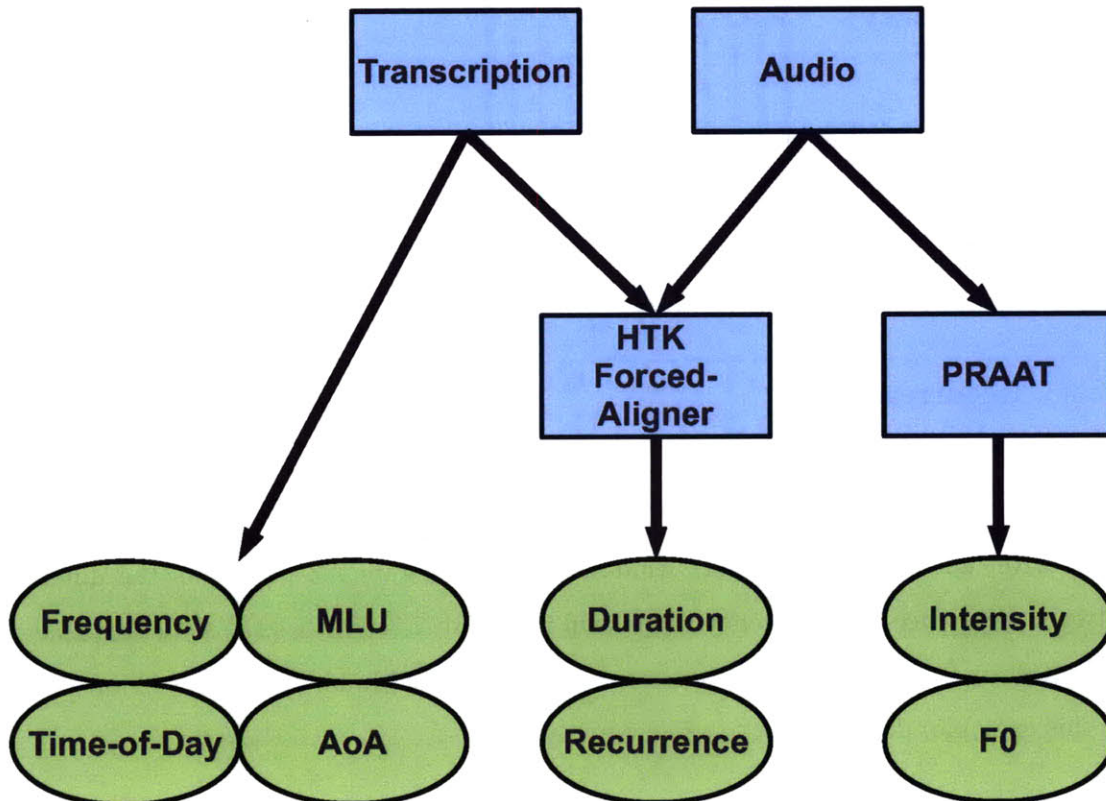 Transcription
Audio
HTK
Forced-
Aligner
PRAAT
Frequency
MLU
Duration
Intensity
Time-of-Day
AoA
Recurrence
F0